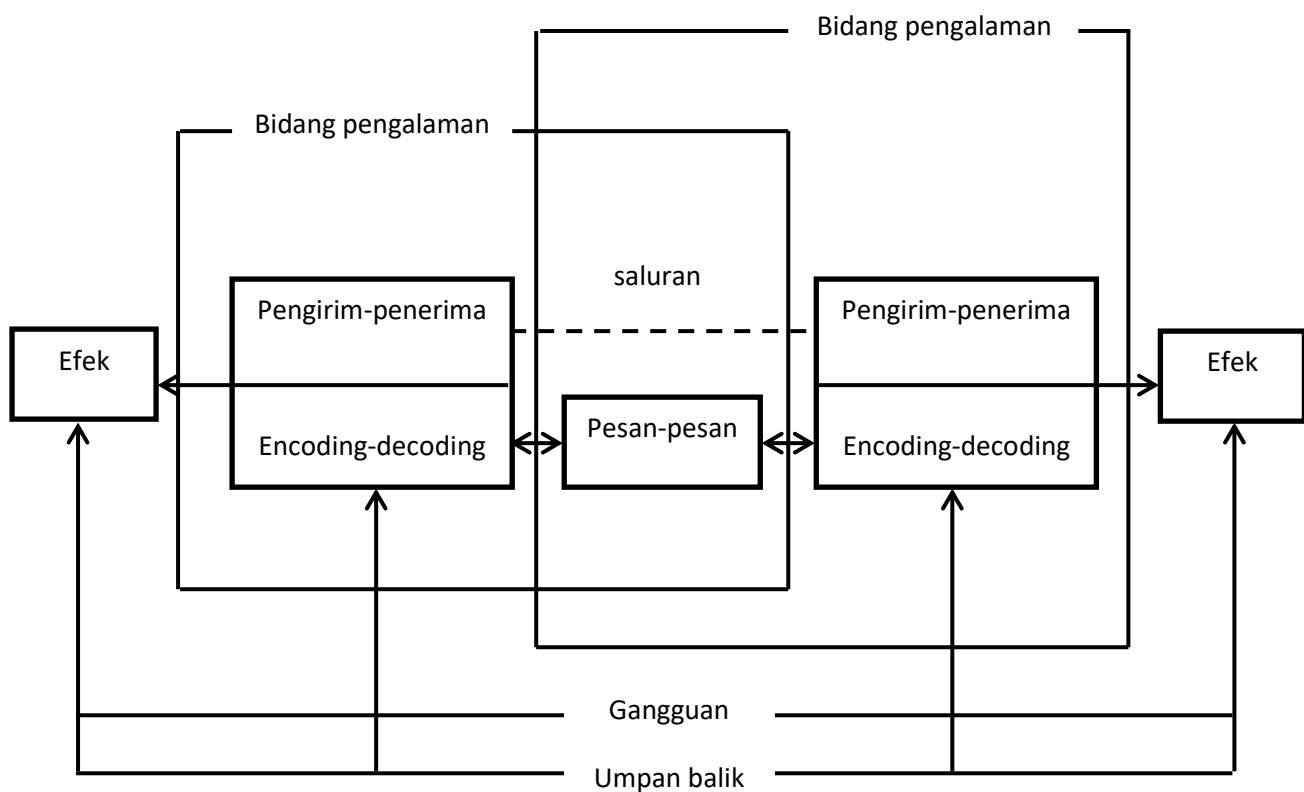 Bidang pengalaman
Bidang pengalaman
saluran
Pengirim-penerima
Pengirim-penerima
Efek
Efek
Pesan-pesan
Encoding-decoding
Encoding-decoding
Gangguan
Umpan balik